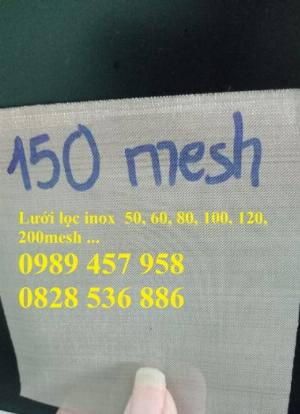 150 mesh
Lưới lọc inox  50, 60, 80, 100, 120,
200mesh ...
0989 457 958
0828 536 886